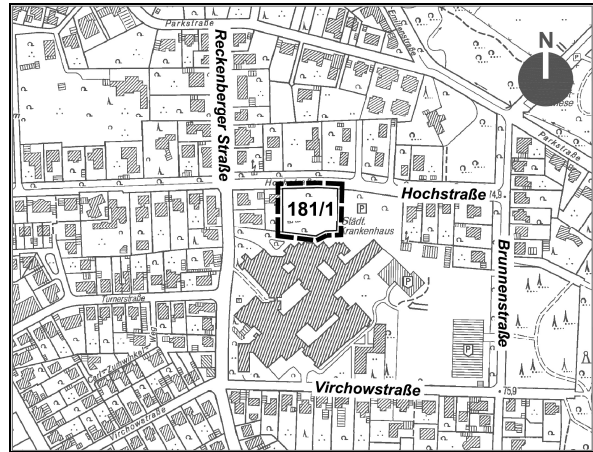 Parkstraße
Reckenberger Straße
N
Parkstraße
Hochstraße
74,9
181/1
P
Städt.
Krankenhaus
Brunnenstraße
P
Turnerstraße
P
Virchowstraße
75,9
Virchowstraße